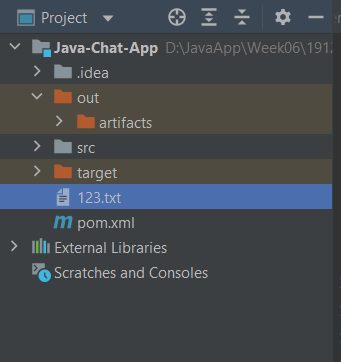 Project
Java-Chat-App D:\JavaApp\Week06\191
.idea
out
artifacts
src
target
123.txt
m pom.xml
External Libraries
Scratches and Consoles